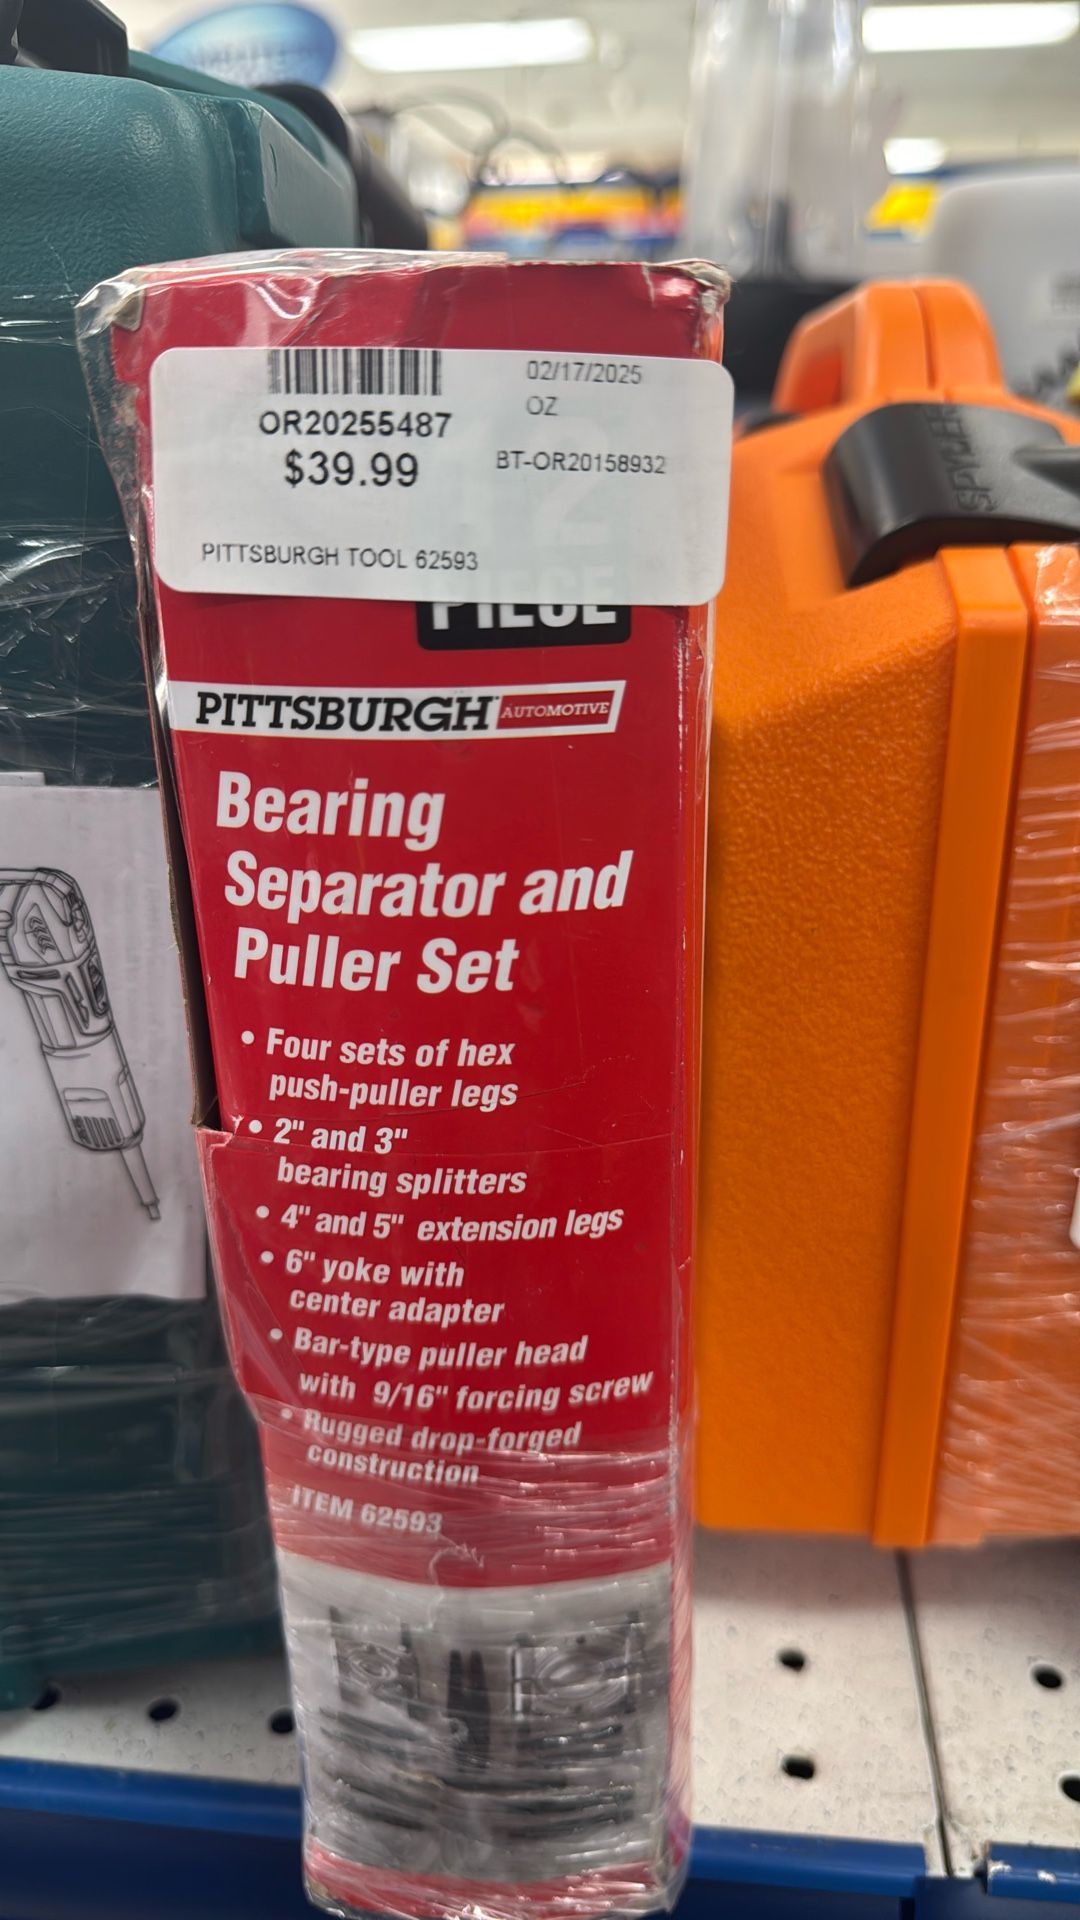 02/17/2025
OZ
OR20255487
$39.99
BT-OR20158932
PITTSBURGH TOOL 62593
12
PIECE
PITTSBURGH AUTOMOTIVE
Bearing
Separator and
Puller Set
• Four sets of hex
push-puller legs
• 2" and 3"
bearing splitters
• 4" and 5" extension legs
• 6" yoke with
center adapter
• Bar-type puller head
with 9/16" forcing screw
• Rugged drop-forged
construction
ITEM 62593